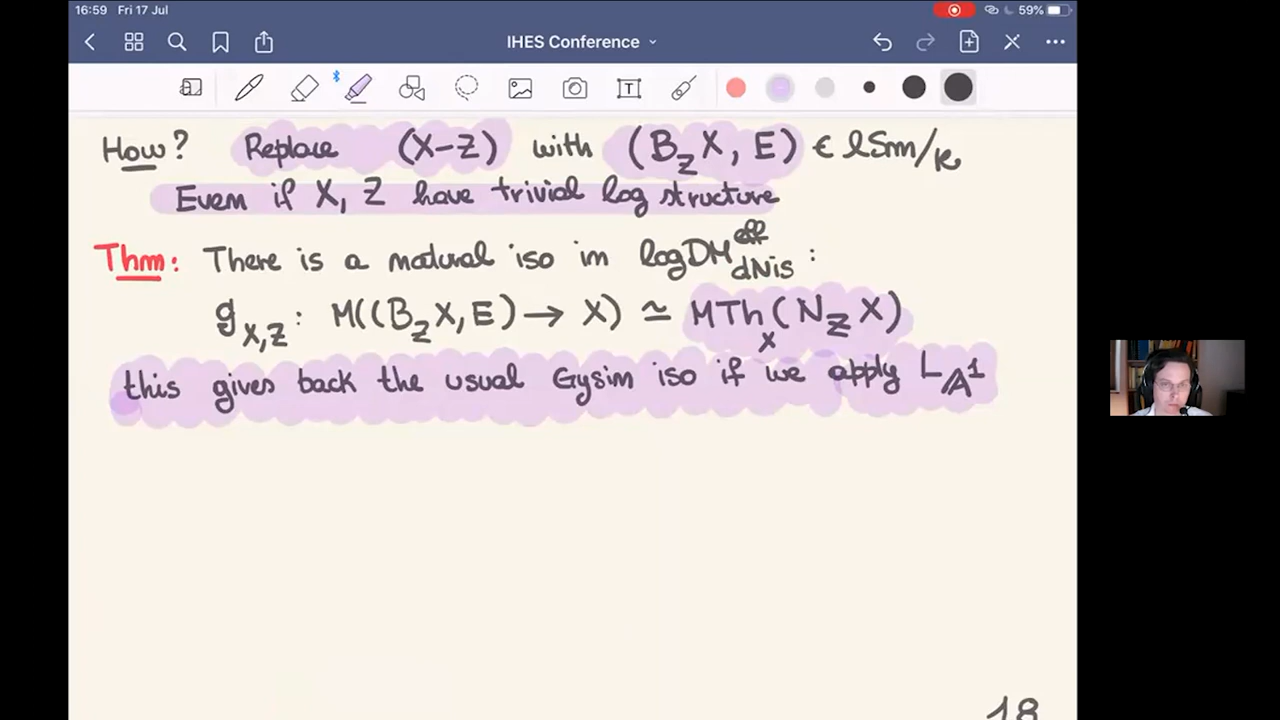 16:59 Fri 17 Jul
59%
IHES Conference
T
How? Replace (X-Z) with (B_Z X, E) ∈ lSm/k
Even if X, Z have trivial log structure
Thm: There is a natural iso in logDM^eff_dNis :
g_X,Z : M((B_Z X, E) → X) ≃ MTh_X (N_Z X)
this gives back the usual Gysin iso if we apply L_𝔸^1
18